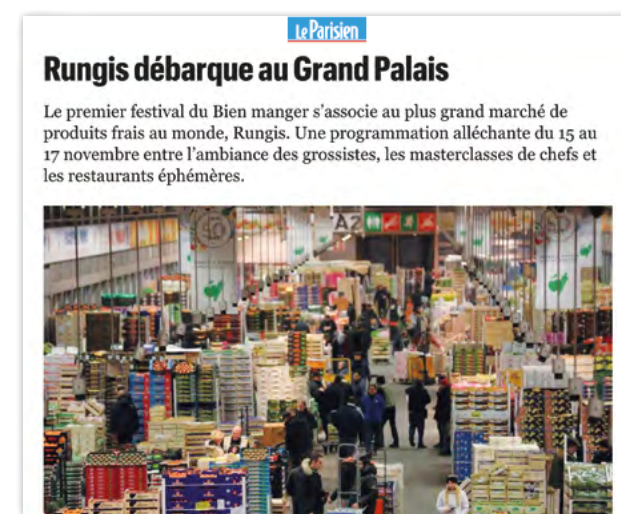 Le Parisien
Rungis débarque au Grand Palais
Le premier festival du Bien manger s’associe au plus grand marché de
produits frais au monde, Rungis. Une programmation alléchante du 15 au
17 novembre entre l’ambiance des grossistes, les masterclasses de chefs et
les restaurants éphémères.
A2